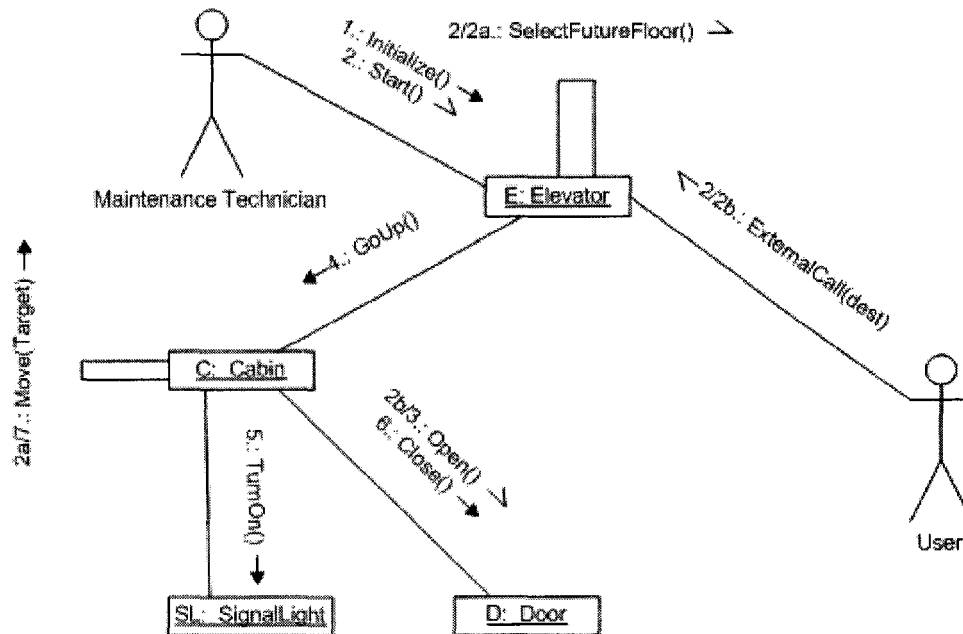 2/2a.: SelectFutureFloor()
1.: Initialize()
2.: Start()
Maintenance Technician
E: Elevator
2/2b.: ExternalCall(dest)
4.: GoUp()
2a/7.: Move(Target)
C: Cabin
2b/3.: Open()
6.: Close()
5.: TurnOn()
User
SL: SignalLight
D: Door